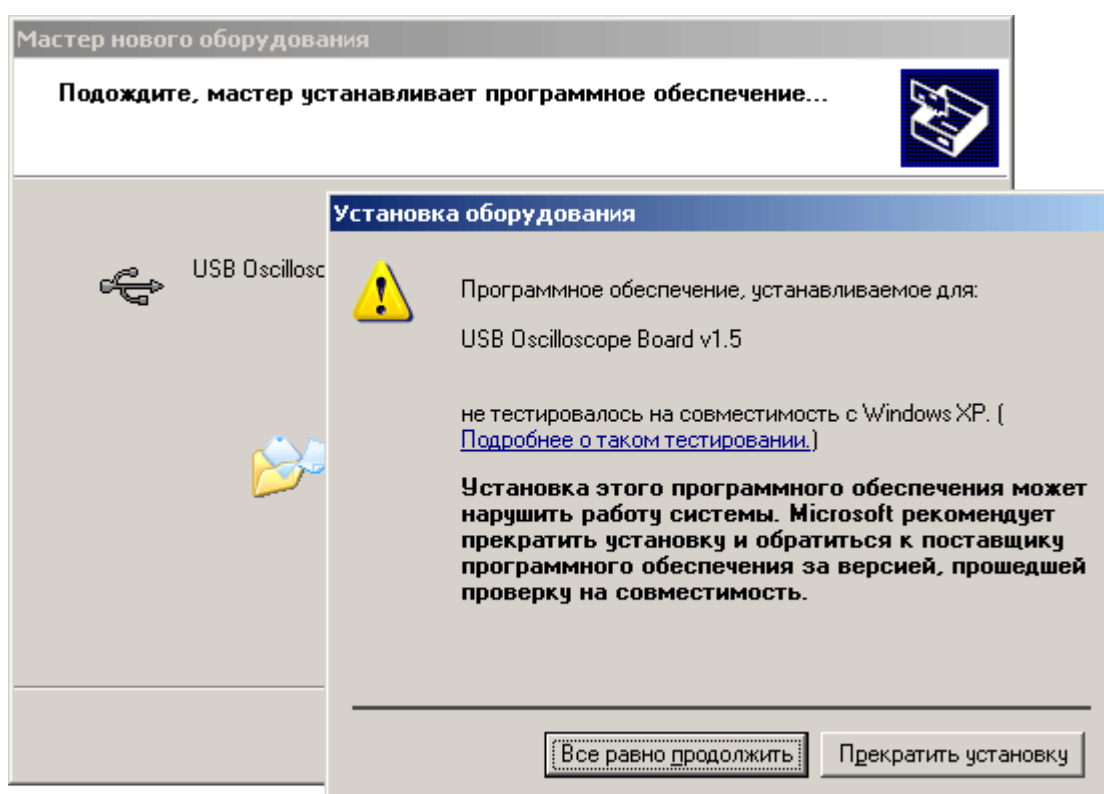 Мастер нового оборудования
Подождите, мастер устанавливает программное обеспечение...
USB Oscillosc
Установка оборудования
Программное обеспечение, устанавливаемое для:
USB Oscilloscope Board v1.5
не тестировалось на совместимость с Windows XP. (
Подробнее о таком тестировании.)
Установка этого программного обеспечения может
нарушить работу системы. Microsoft рекомендует
прекратить установку и обратиться к поставщику
программного обеспечения за версией, прошедшей
проверку на совместимость.
Все равно продолжить
Прекратить установку